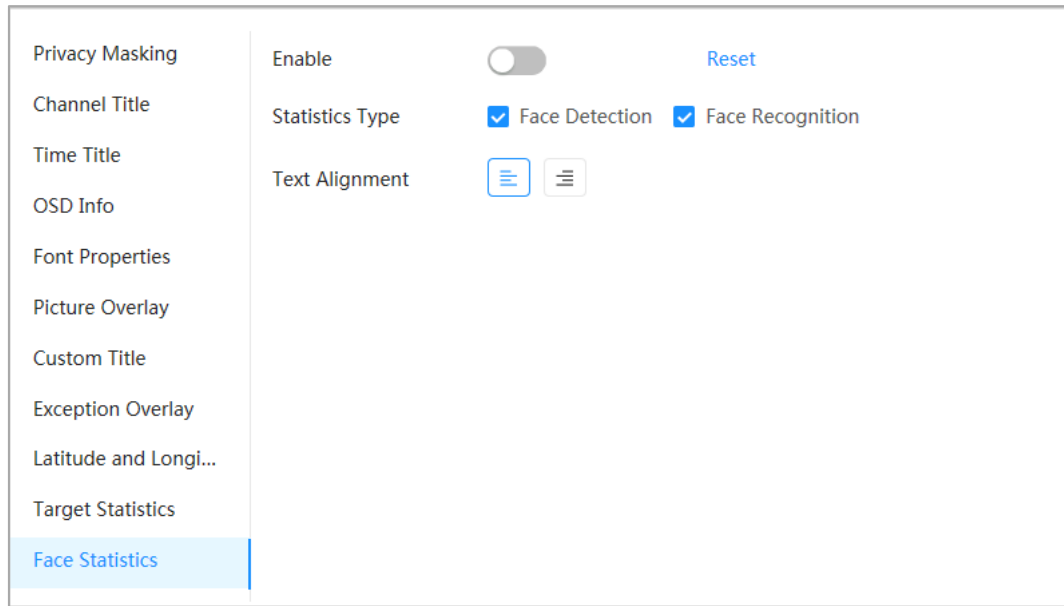 Privacy Masking
Channel Title
Time Title
OSD Info
Font Properties
Picture Overlay
Custom Title
Exception Overlay
Latitude and Longi...
Target Statistics
Face Statistics
Enable Reset
Statistics Type Face Detection Face Recognition
Text Alignment